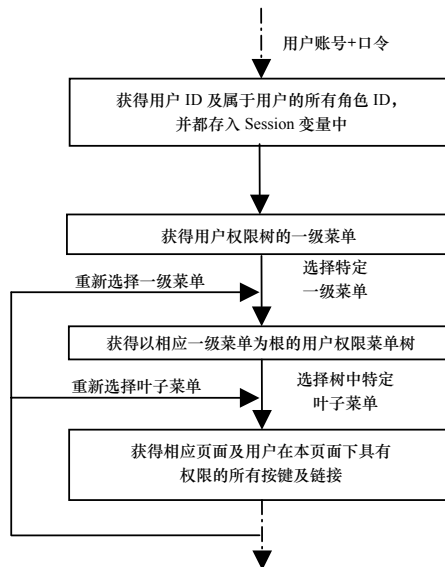 用户账号+口令
获得用户 ID 及属于用户的所有角色 ID，
并都存入 Session 变量中
获得用户权限树的一级菜单
重新选择一级菜单
选择特定
一级菜单
获得以相应一级菜单为根的用户权限菜单树
重新选择叶子菜单
选择树中特定
叶子菜单
获得相应页面及用户在本页面下具有
权限的所有按键及链接